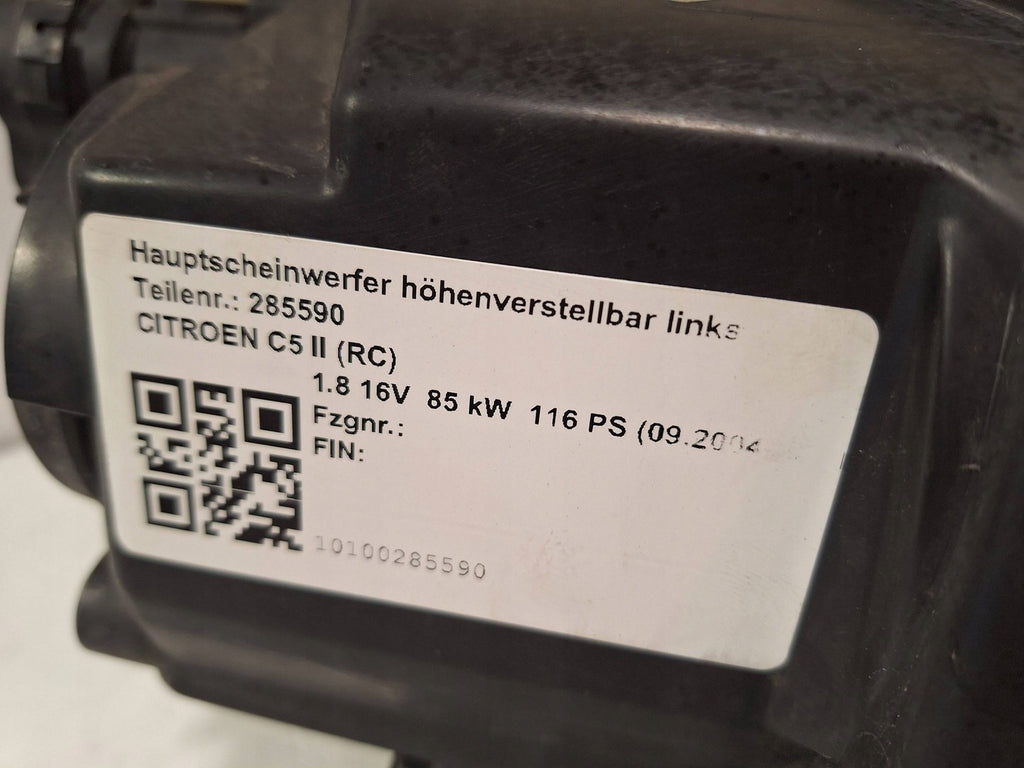 Hauptscheinwerfer höhenverstellbar links
Teilenr.: 285590
CITROEN C5 II (RC)
1.8 16V 85 kW 116 PS (09.2004
Fzgnr.:
FIN:
10100285590